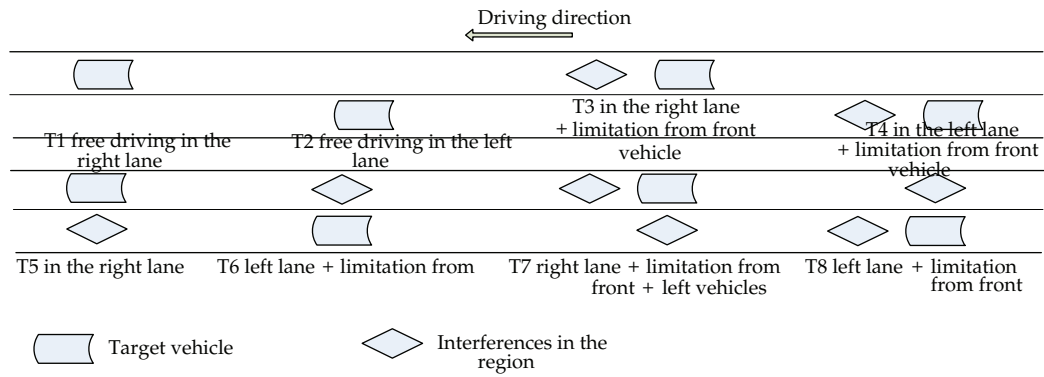 Driving direction
T1 free driving in the
right lane
T2 free driving in the left
lane
T3 in the right lane
+ limitation from front
vehicle
T4 in the left lane
+ limitation from front
vehicle
T5 in the right lane
T6 left lane + limitation from
T7 right lane + limitation from
front + left vehicles
T8 left lane + limitation
from front
Target vehicle
Interferences in the
region